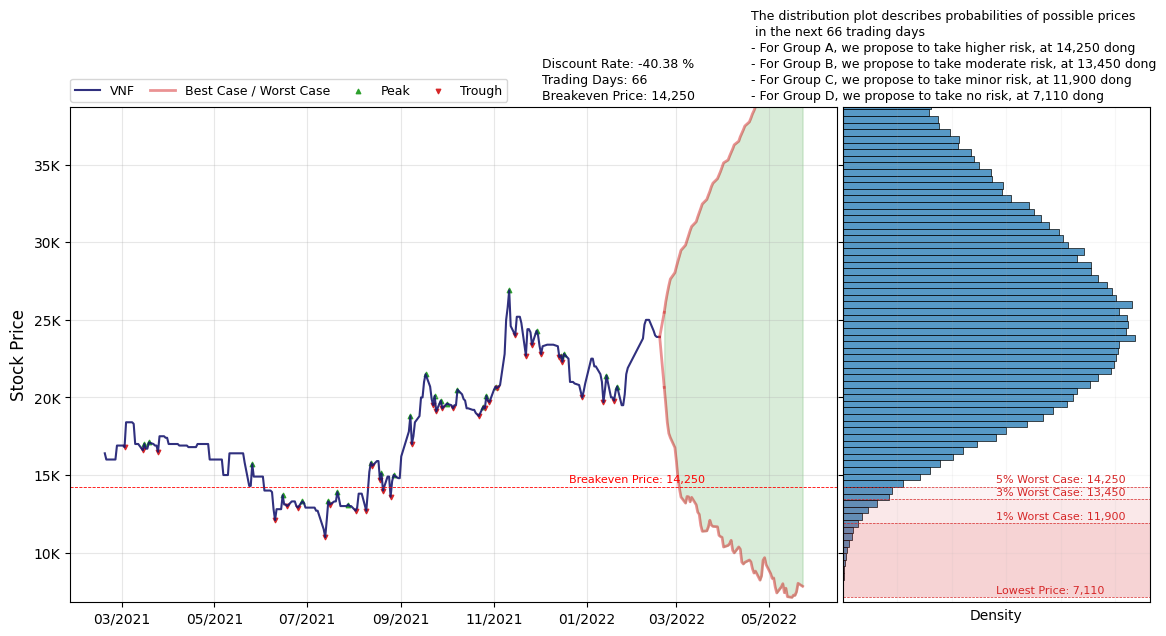 The distribution plot describes probabilities of possible prices
in the next 66 trading days
- For Group A, we propose to take higher risk, at 14,250 dong
- For Group B, we propose to take moderate risk, at 13,450 dong
- For Group C, we propose to take minor risk, at 11,900 dong
- For Group D, we propose to take no risk, at 7,110 dong
Discount Rate: -40.38 %
Trading Days: 66
Breakeven Price: 14,250
VNF
Best Case / Worst Case
Peak
Trough
Stock Price
35K
30K
25K
20K
15K
10K
Breakeven Price: 14,250
03/2021
05/2021
07/2021
09/2021
11/2021
01/2022
03/2022
05/2022
5% Worst Case: 14,250
3% Worst Case: 13,450
1% Worst Case: 11,900
Lowest Price: 7,110
Density